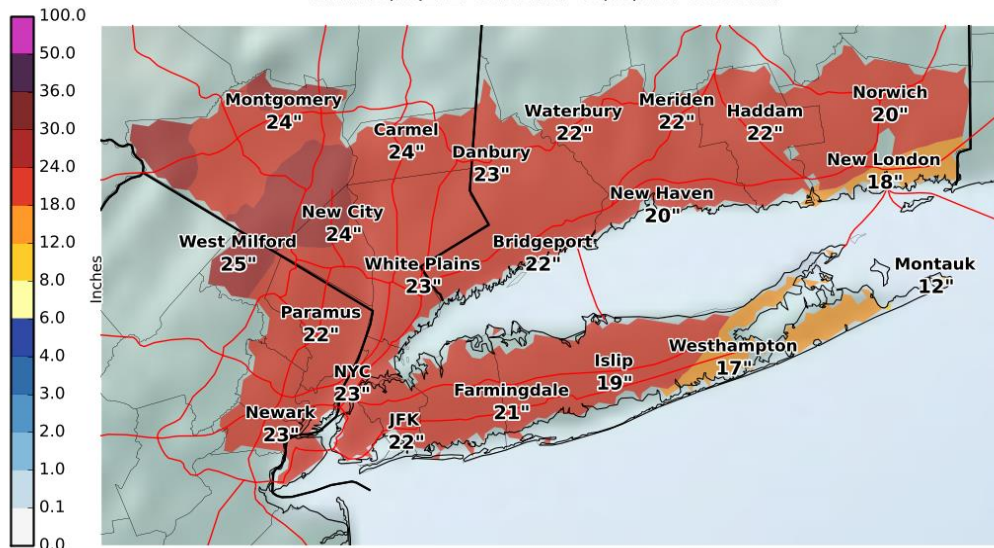 100.0
50.0
36.0
30.0
24.0
18.0
12.0
8.0
6.0
4.0
3.0
2.0
1.0
0.1
0.0
Inches
Montgomery
24"
Carmel
24"
Danbury
23"
Waterbury
22"
Meriden
22"
Haddam
22"
Norwich
20"
New London
18"
New Haven
20"
New City
24"
West Milford
25"
White Plains
23"
Bridgeport
22"
Montauk
12"
Paramus
22"
Westhampton
17"
Islip
19"
NYC
23"
Farmingdale
21"
Newark
23"
JFK
22"